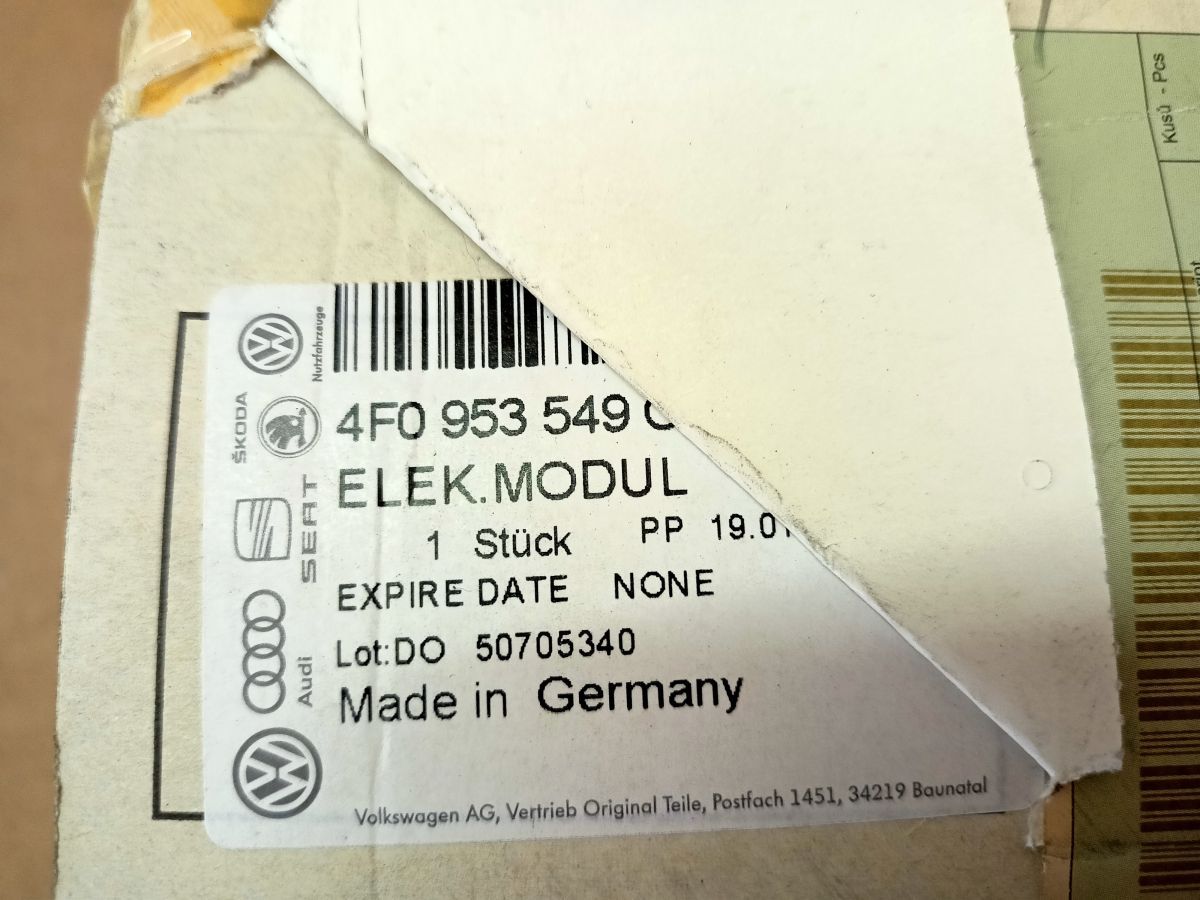 Kusů - Pcs
Nutzfahrzeuge
ŠKODA
SEAT
Audi
4F0 953 549
ELEK.MODUL
1 Stück PP 19.01
EXPIRE DATE NONE
Lot:DO 50705340
Made in Germany
Volkswagen AG, Vertrieb Original Teile, Postfach 1451, 34219 Baunatal